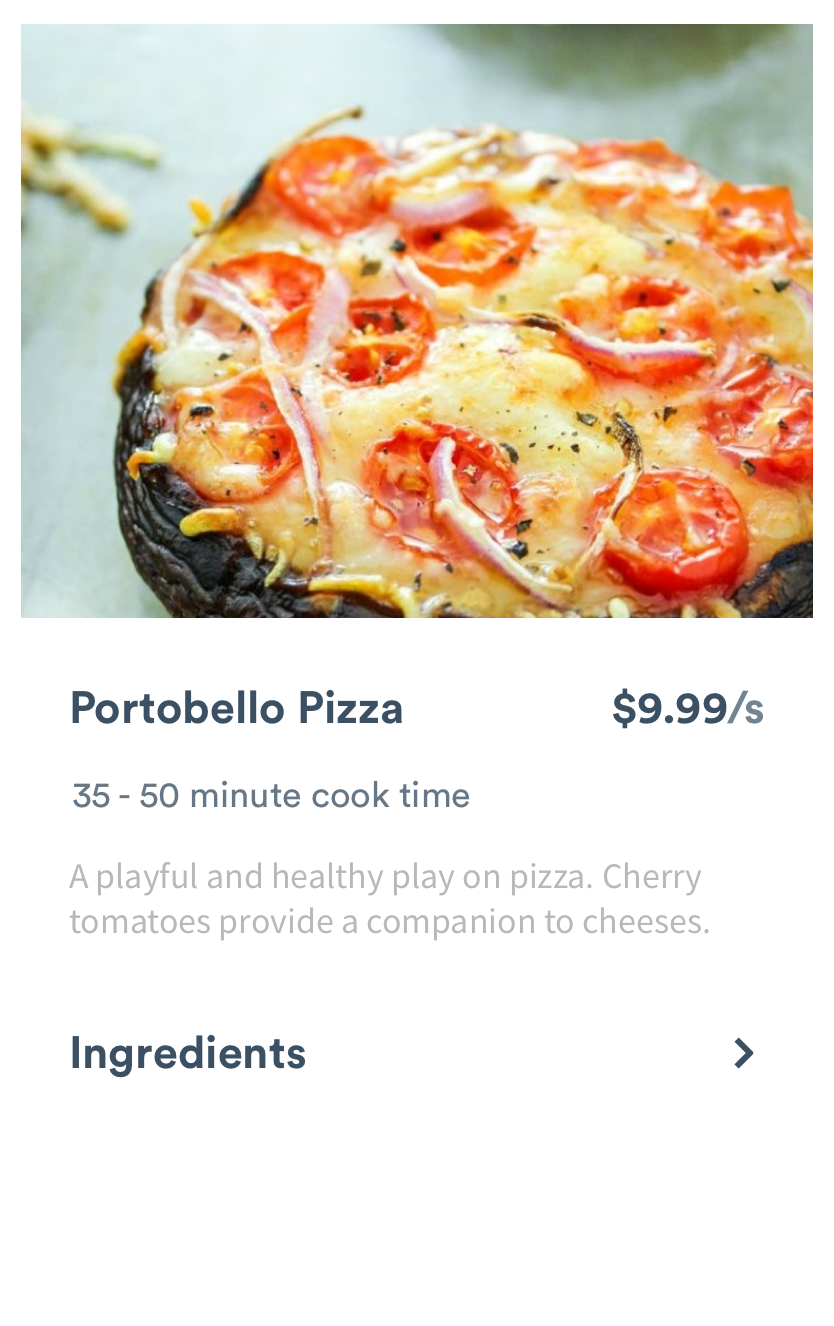 Portobello Pizza
$9.99/s
35 - 50 minute cook time
A playful and healthy play on pizza. Cherry
tomatoes provide a companion to cheeses.
Ingredients